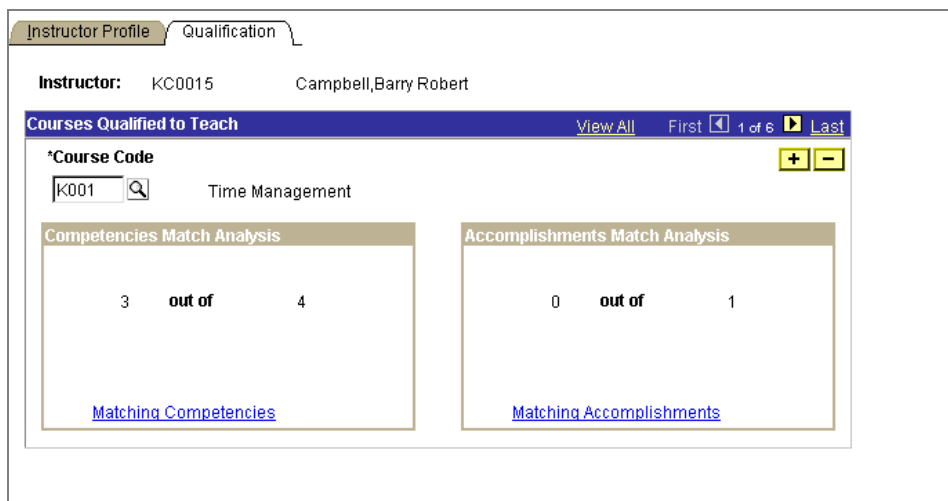 Instructor Profile Qualification
Instructor: KC0015 Campbell,Barry Robert
Courses Qualified to Teach View All First 1 of 6 Last
*Course Code
K001 Time Management
Competencies Match Analysis Accomplishments Match Analysis
3 out of 4 0 out of 1
Matching Competencies Matching Accomplishments